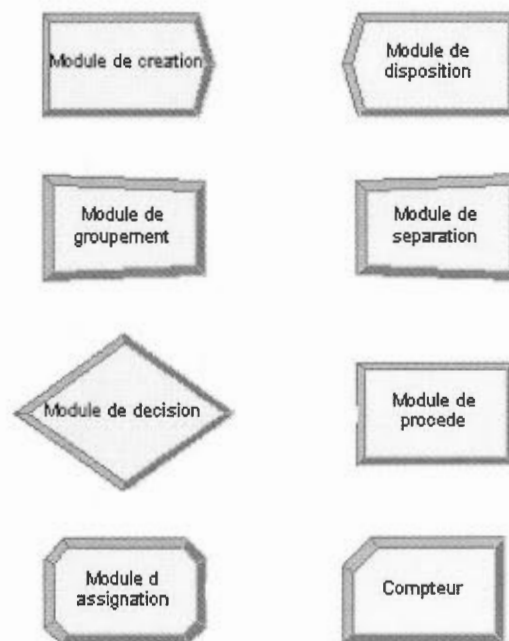 Module de creation
Module de
disposition
Module de
groupement
Module de
separation
Module de decision
Module de
procede
Module d
assignation
Compteur